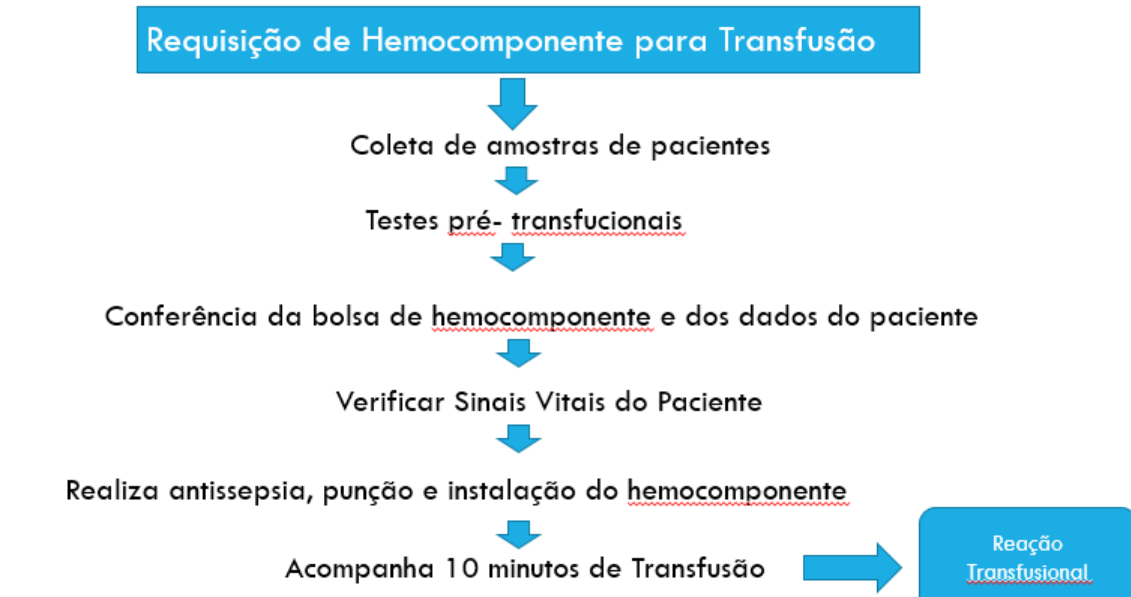 Requisição de Hemocomponente para Transfusão
Coleta de amostras de pacientes
Testes pré- transfucionais
Conferência da bolsa de hemocomponente e dos dados do paciente
Verificar Sinais Vitais do Paciente
Realiza antissepsia, punção e instalação do hemocomponente
Acompanha 10 minutos de Transfusão
Reação
Transfusional